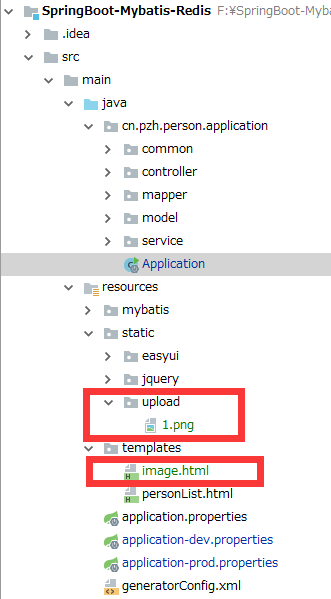 SpringBoot-Mybatis-Redis F:¥SpringBoot-Myba
.idea
src
main
java
cn.pzh.person.application
common
controller
mapper
model
service
Application
resources
mybatis
static
easyui
jquery
upload
1.png
templates
image.html
personList.html
application.properties
application-dev.properties
application-prod.properties
generatorConfig.xml